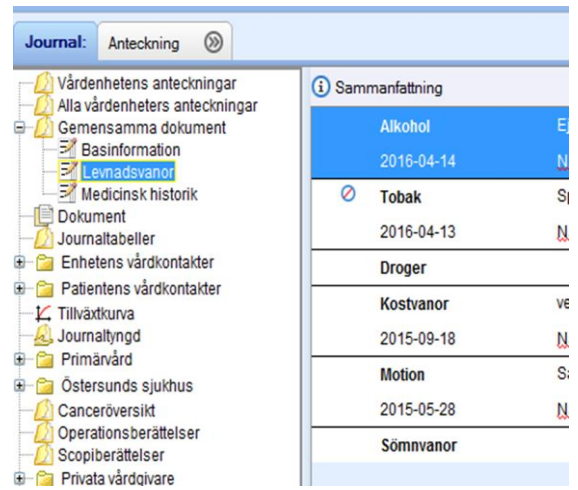 Journal: Anteckning
Vårdenhetens anteckningar
Alla vårdenheters anteckningar
Gemensamma dokument
Basinformation
Levnadsvanor
Medicinsk historik
Dokument
Journaltabeller
Enhetens vårdkontakter
Patientens vårdkontakter
Tillväxtkurva
Journaltyngd
Primärvård
Östersunds sjukhus
Canceröversikt
Operationsberättelser
Scopiberättelser
Privata vårdgivare
Sammanfattning
Alkohol
2016-04-14
Tobak
2016-04-13
Droger
Kostvanor
2015-09-18
Motion
2015-05-28
Sömnvanor